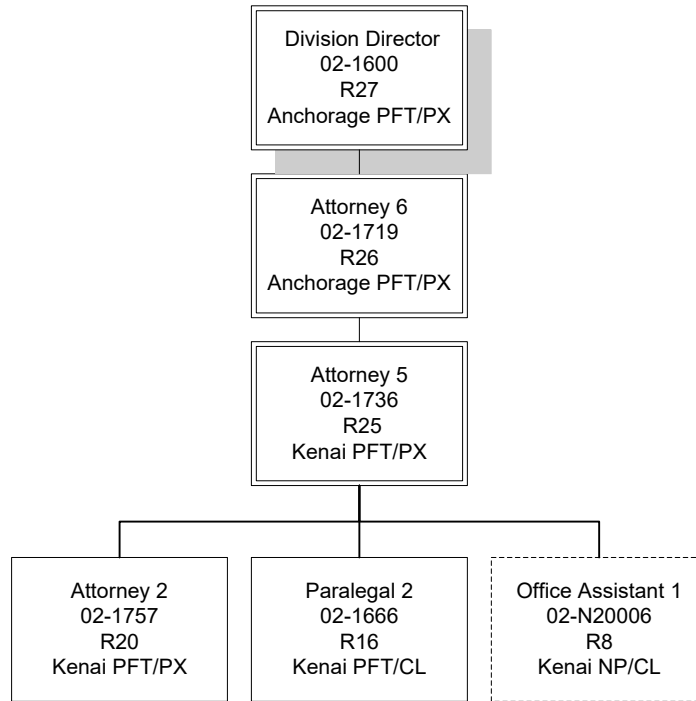 Division Director
02-1600
R27
Anchorage PFT/PX
Attorney 6
02-1719
R26
Anchorage PFT/PX
Attorney 5
02-1736
R25
Kenai PFT/PX
Attorney 2
02-1757
R20
Kenai PFT/PX
Paralegal 2
02-1666
R16
Kenai PFT/CL
Office Assistant 1
02-N20006
R8
Kenai NP/CL